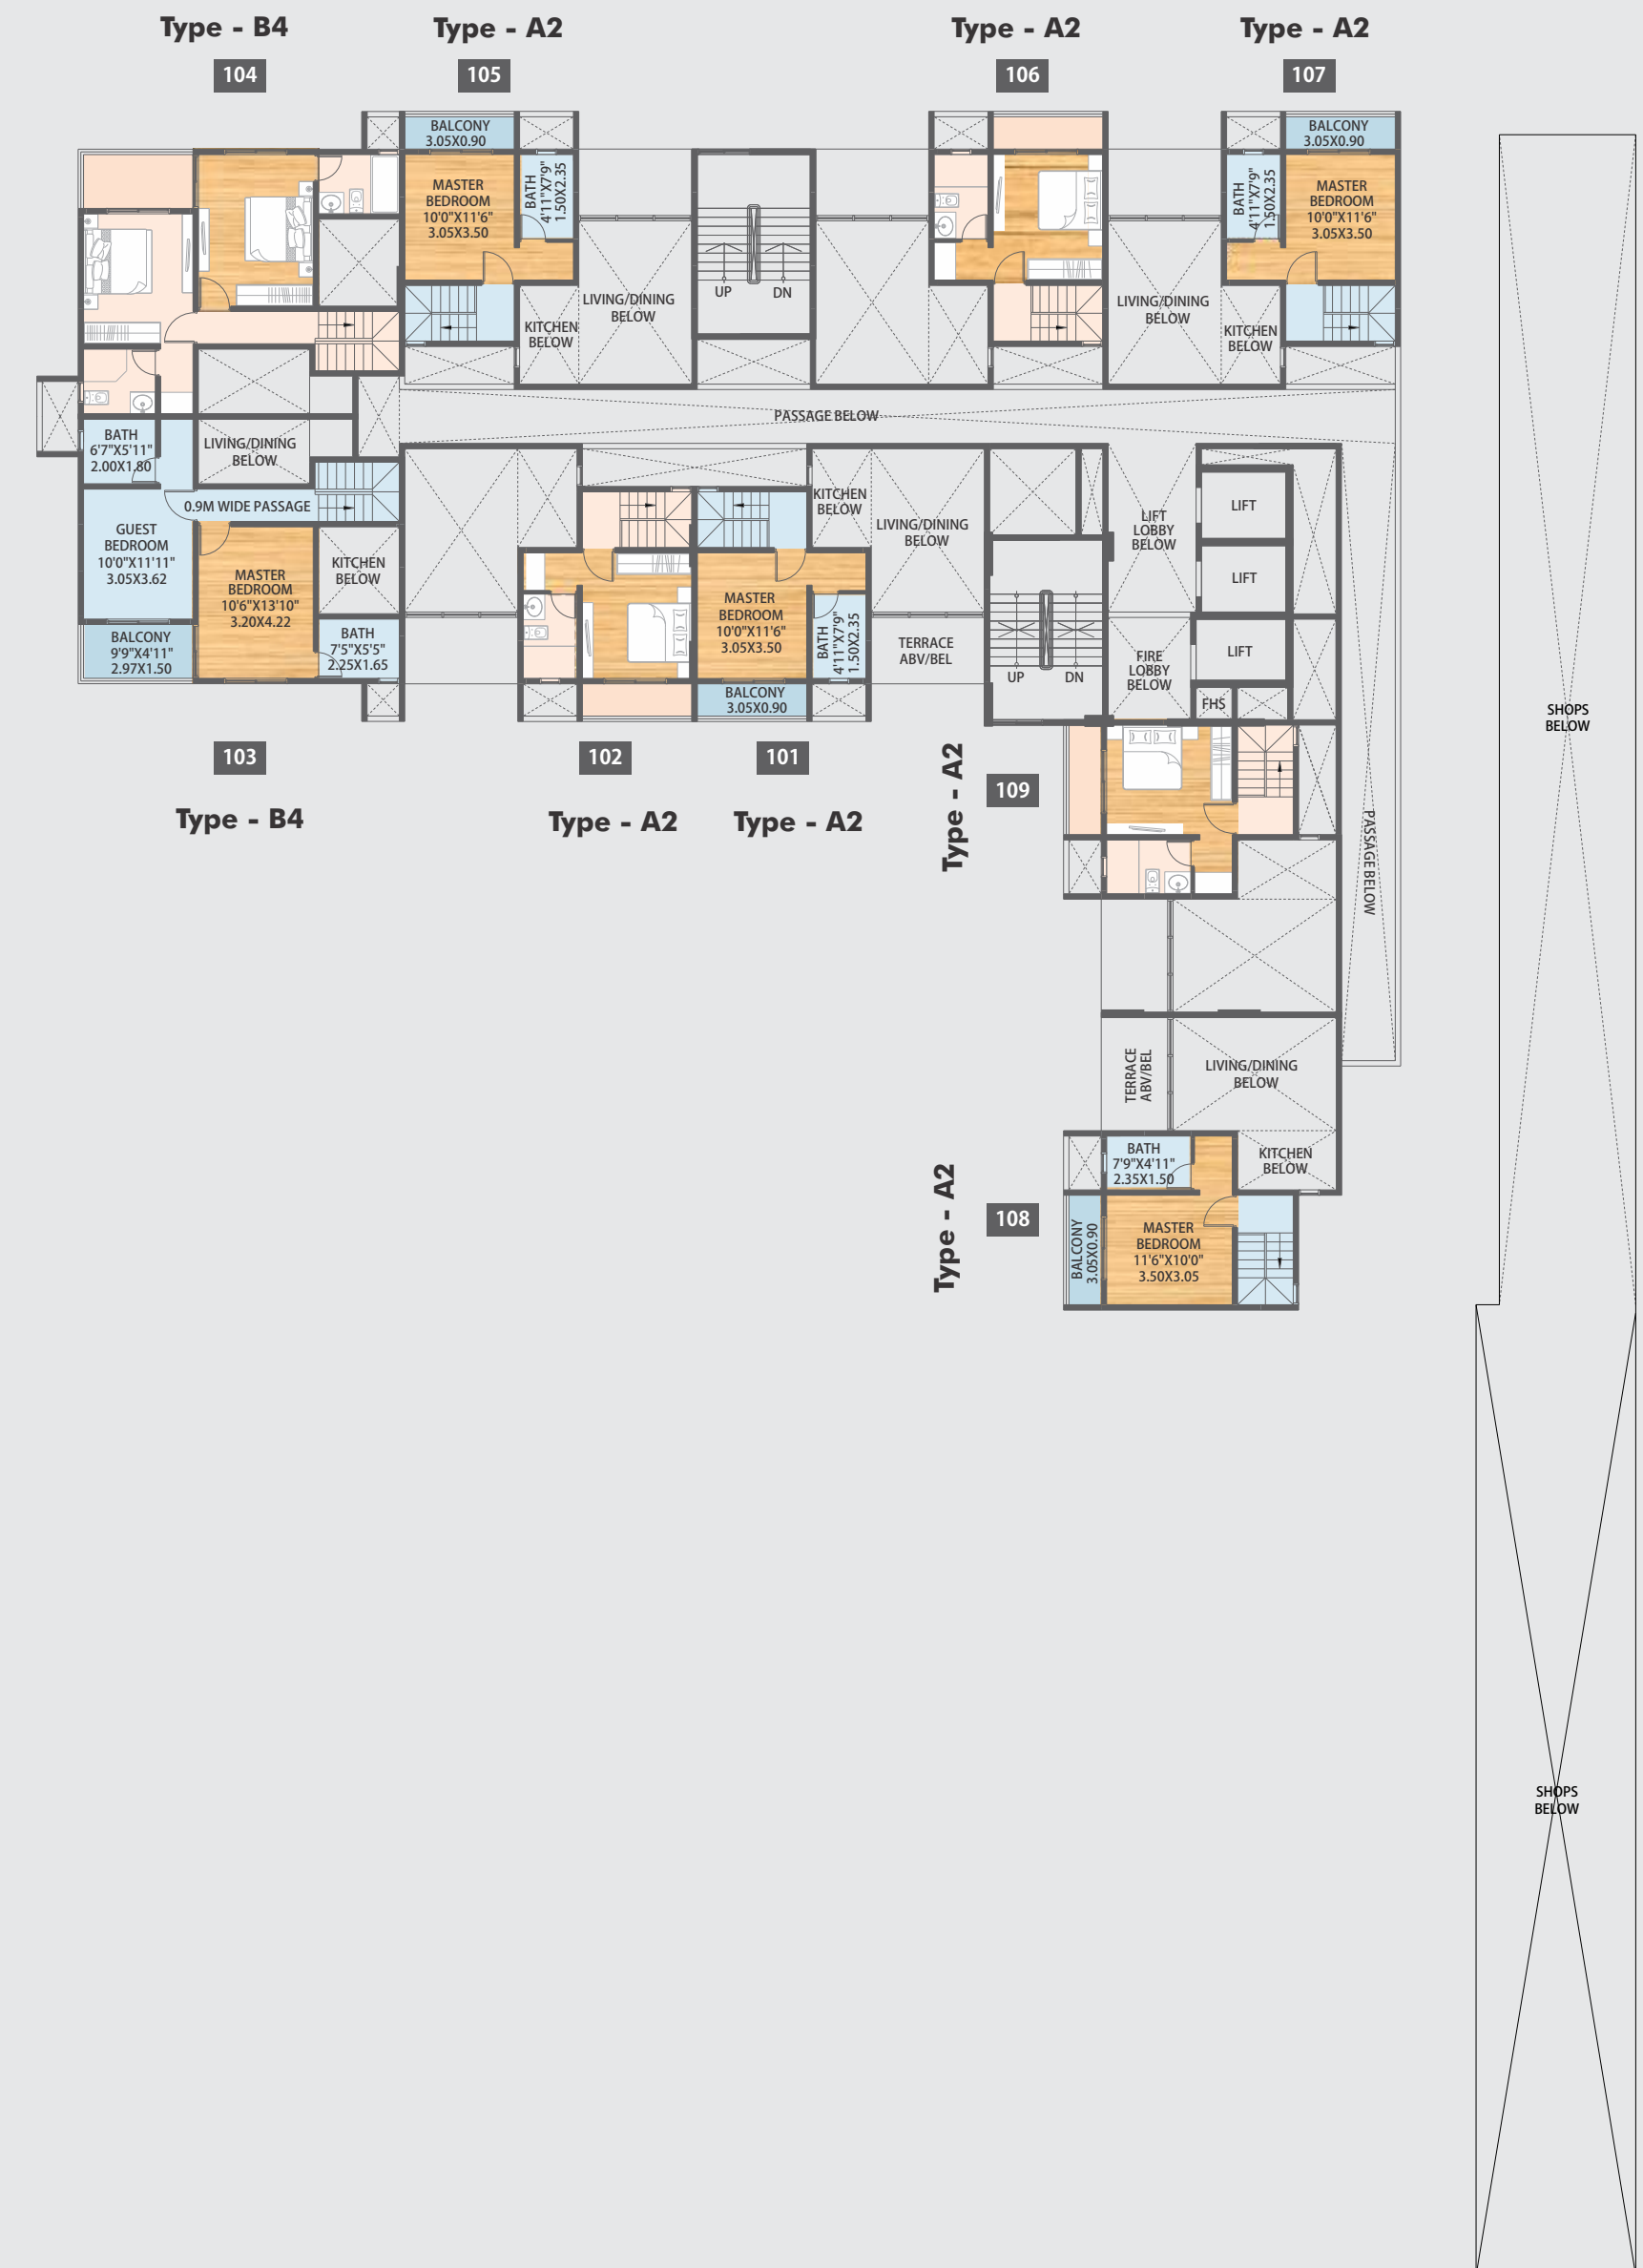 Type - B4
Type - A2
Type - A2
Type - A2
104
105
106
107
BALCONY
3.05X0.90
BALCONY
3.05X0.90
MASTER
BEDROOM
10'0"X11'6"
3.05X3.50
BATH
4'11"X7'9"
1.50X2.35
BATH
4'11"X7'9"
1.50X2.35
MASTER
BEDROOM
10'0"X11'6"
3.05X3.50
UP
DN
LIVING/DINING
BELOW
KITCHEN
BELOW
LIVING/DINING
BELOW
KITCHEN
BELOW
PASSAGE BELOW
BATH
6'7"X5'11"
2.00X1.80
LIVING/DINING
BELOW
0.9M WIDE PASSAGE
GUEST
BEDROOM
10'0"X11'11"
3.05X3.62
MASTER
BEDROOM
10'6"X13'10"
3.20X4.22
KITCHEN
BELOW
BALCONY
9'9"X4'11"
2.97X1.50
BATH
7'5"X5'5"
2.25X1.65
KITCHEN
BELOW
LIVING/DINING
BELOW
MASTER
BEDROOM
10'0"X11'6"
3.05X3.50
BATH
4'11"X7'9"
1.50X2.35
BALCONY
3.05X0.90
TERRACE
ABV/BEL
UP
DN
LIFT
LOBBY
BELOW
LIFT
LIFT
LIFT
FIRE
LOBBY
BELOW
FHS
SHOPS
BELOW
103
102
101
Type - B4
Type - A2
Type - A2
Type - A2
109
PASSAGE BELOW
TERRACE
ABV/BEL
LIVING/DINING
BELOW
KITCHEN
BELOW
BATH
7'9"X4'11"
2.35X1.50
Type - A2
108
BALCONY
3.05X0.90
MASTER
BEDROOM
11'6"X10'0"
3.50X3.05
SHOPS
BELOW